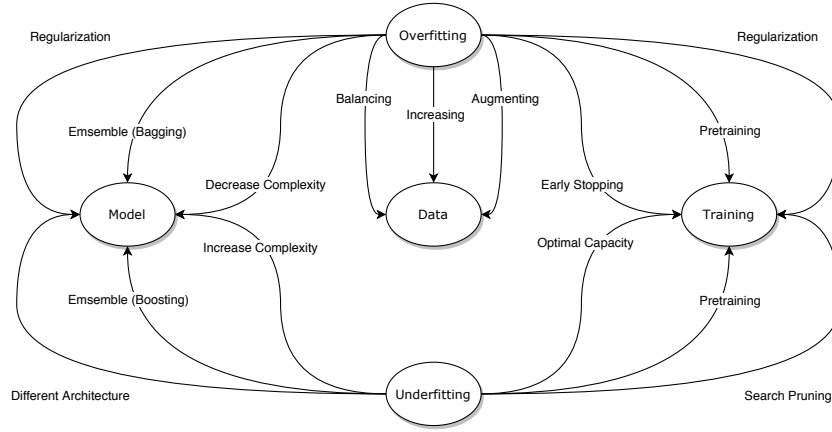 Overfitting
Regularization
Regularization
Balancing
Augmenting
Increasing
Emsemble (Bagging)
Pretraining
Decrease Complexity
Early Stopping
Model
Data
Training
Increase Complexity
Optimal Capacity
Emsemble (Boosting)
Pretraining
Different Architecture
Underfitting
Search Pruning